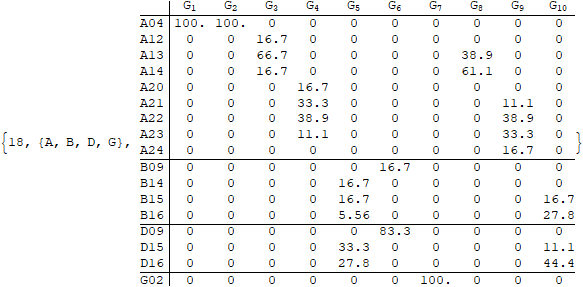 G1 G2 G3 G4 G5 G6 G7 G8 G9 G10
A04 100. 100. 0 0 0 0 0 0 0 0
A12 0 0 16.7 0 0 0 0 0 0 0
A13 0 0 66.7 0 0 0 0 38.9 0 0
A14 0 0 16.7 0 0 0 0 61.1 0 0
A20 0 0 0 16.7 0 0 0 0 0 0
A21 0 0 0 33.3 0 0 0 0 11.1 0
A22 0 0 0 38.9 0 0 0 0 38.9 0
{18, {A, B, D, G}, A23 0 0 0 11.1 0 0 0 0 33.3 0 }
A24 0 0 0 0 0 0 0 0 16.7 0
B09 0 0 0 0 0 16.7 0 0 0 0
B14 0 0 0 0 16.7 0 0 0 0 0
B15 0 0 0 0 16.7 0 0 0 0 16.7
B16 0 0 0 0 5.56 0 0 0 0 27.8
D09 0 0 0 0 0 83.3 0 0 0 0
D15 0 0 0 0 33.3 0 0 0 0 11.1
D16 0 0 0 0 27.8 0 0 0 0 44.4
G02 0 0 0 0 0 0 100. 0 0 0